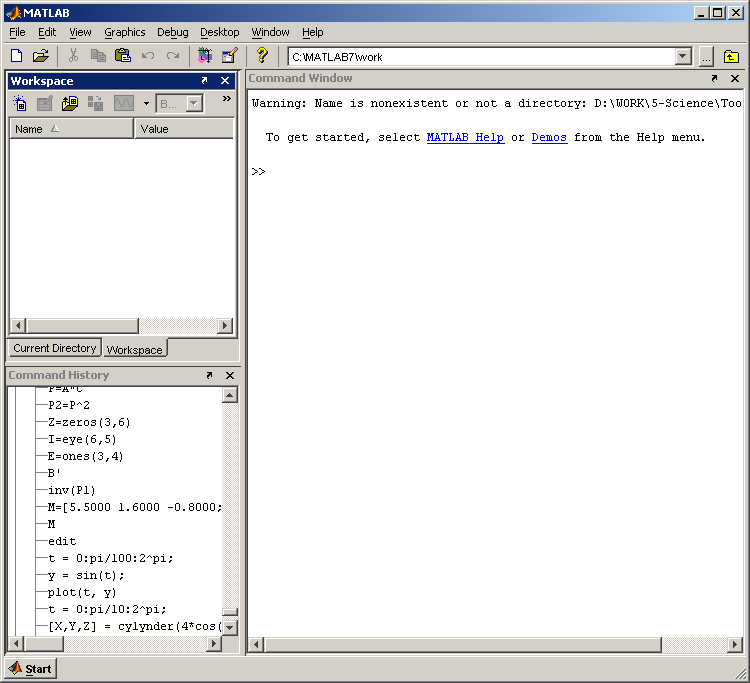 MATLAB
File Edit View Graphics Debug Desktop Window Help
C:\MATLAB7\work ...
Workspace
B... »
Name Value
Current Directory Workspace
Command History
P=A*C
P2=P^2
Z=zeros(3,6)
I=eye(6,5)
E=ones(3,4)
B'
inv(P1)
M=[5.5000 1.6000 -0.8000;
M
edit
t = 0:pi/100:2^pi;
y = sin(t);
plot(t, y)
t = 0:pi/10:2^pi;
[X,Y,Z] = cylynder(4*cos(
Command Window
Warning: Name is nonexistent or not a directory: D:\WORK\5-Science\Too
To get started, select MATLAB Help or Demos from the Help menu.
>>
Start